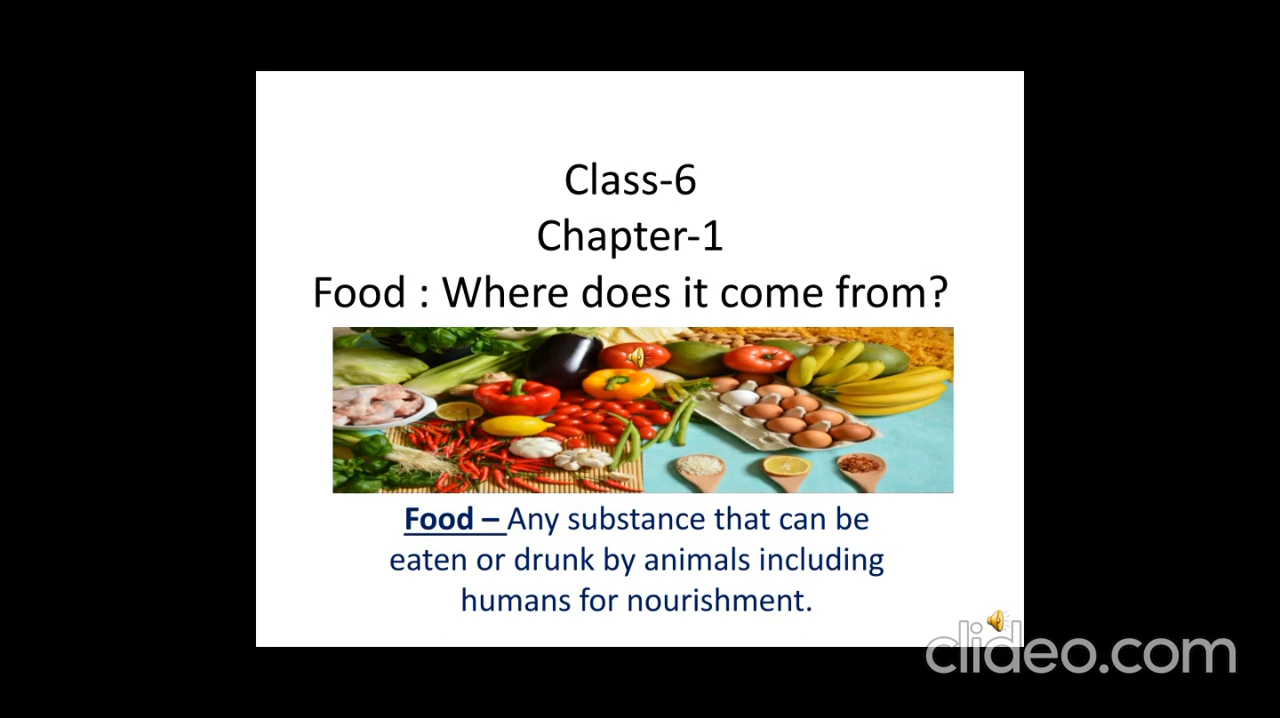 Class-6
Chapter-1
Food : Where does it come from?
Food – Any substance that can be
eaten or drunk by animals including
humans for nourishment.
clideo.com